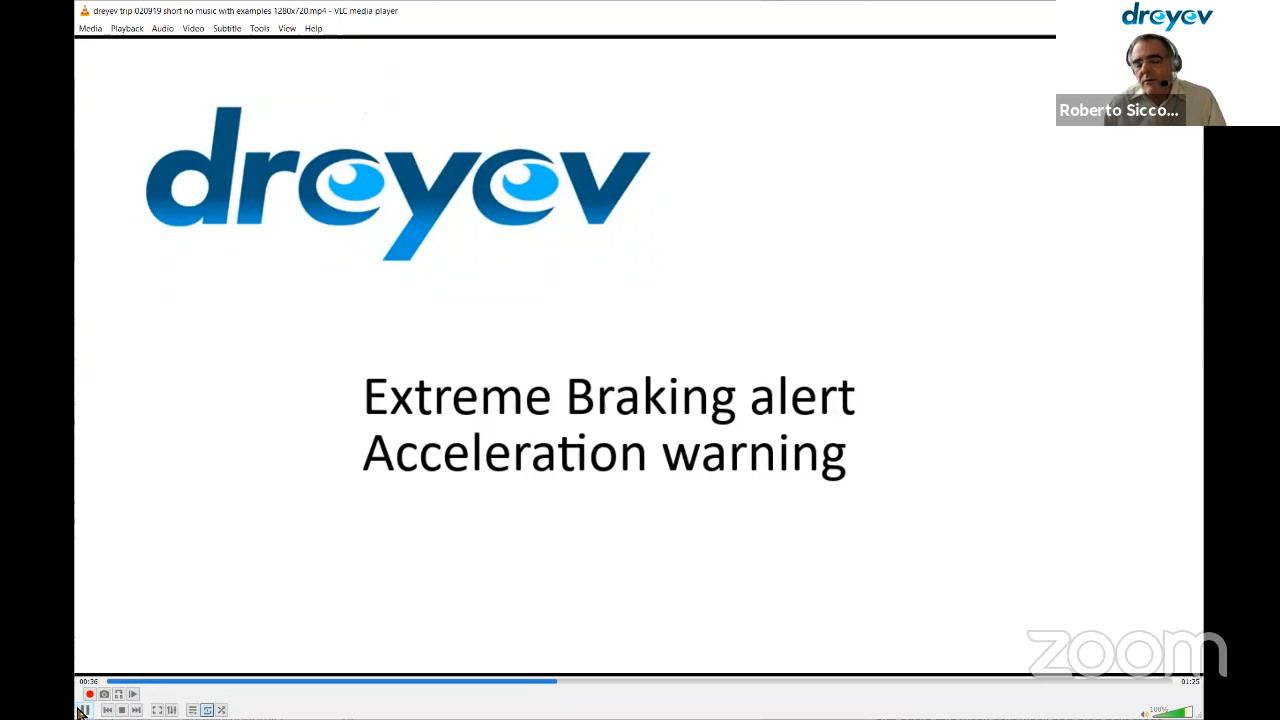 dreyev trip 020919 short no music with examples 1280x720.mp4 - VLC media player
Media Playback Audio Video Subtitle Tools View Help
dreyev
Roberto Sicco...
dreyev
Extreme Braking alert
Acceleration warning
zoom
00:36
01:25
100%